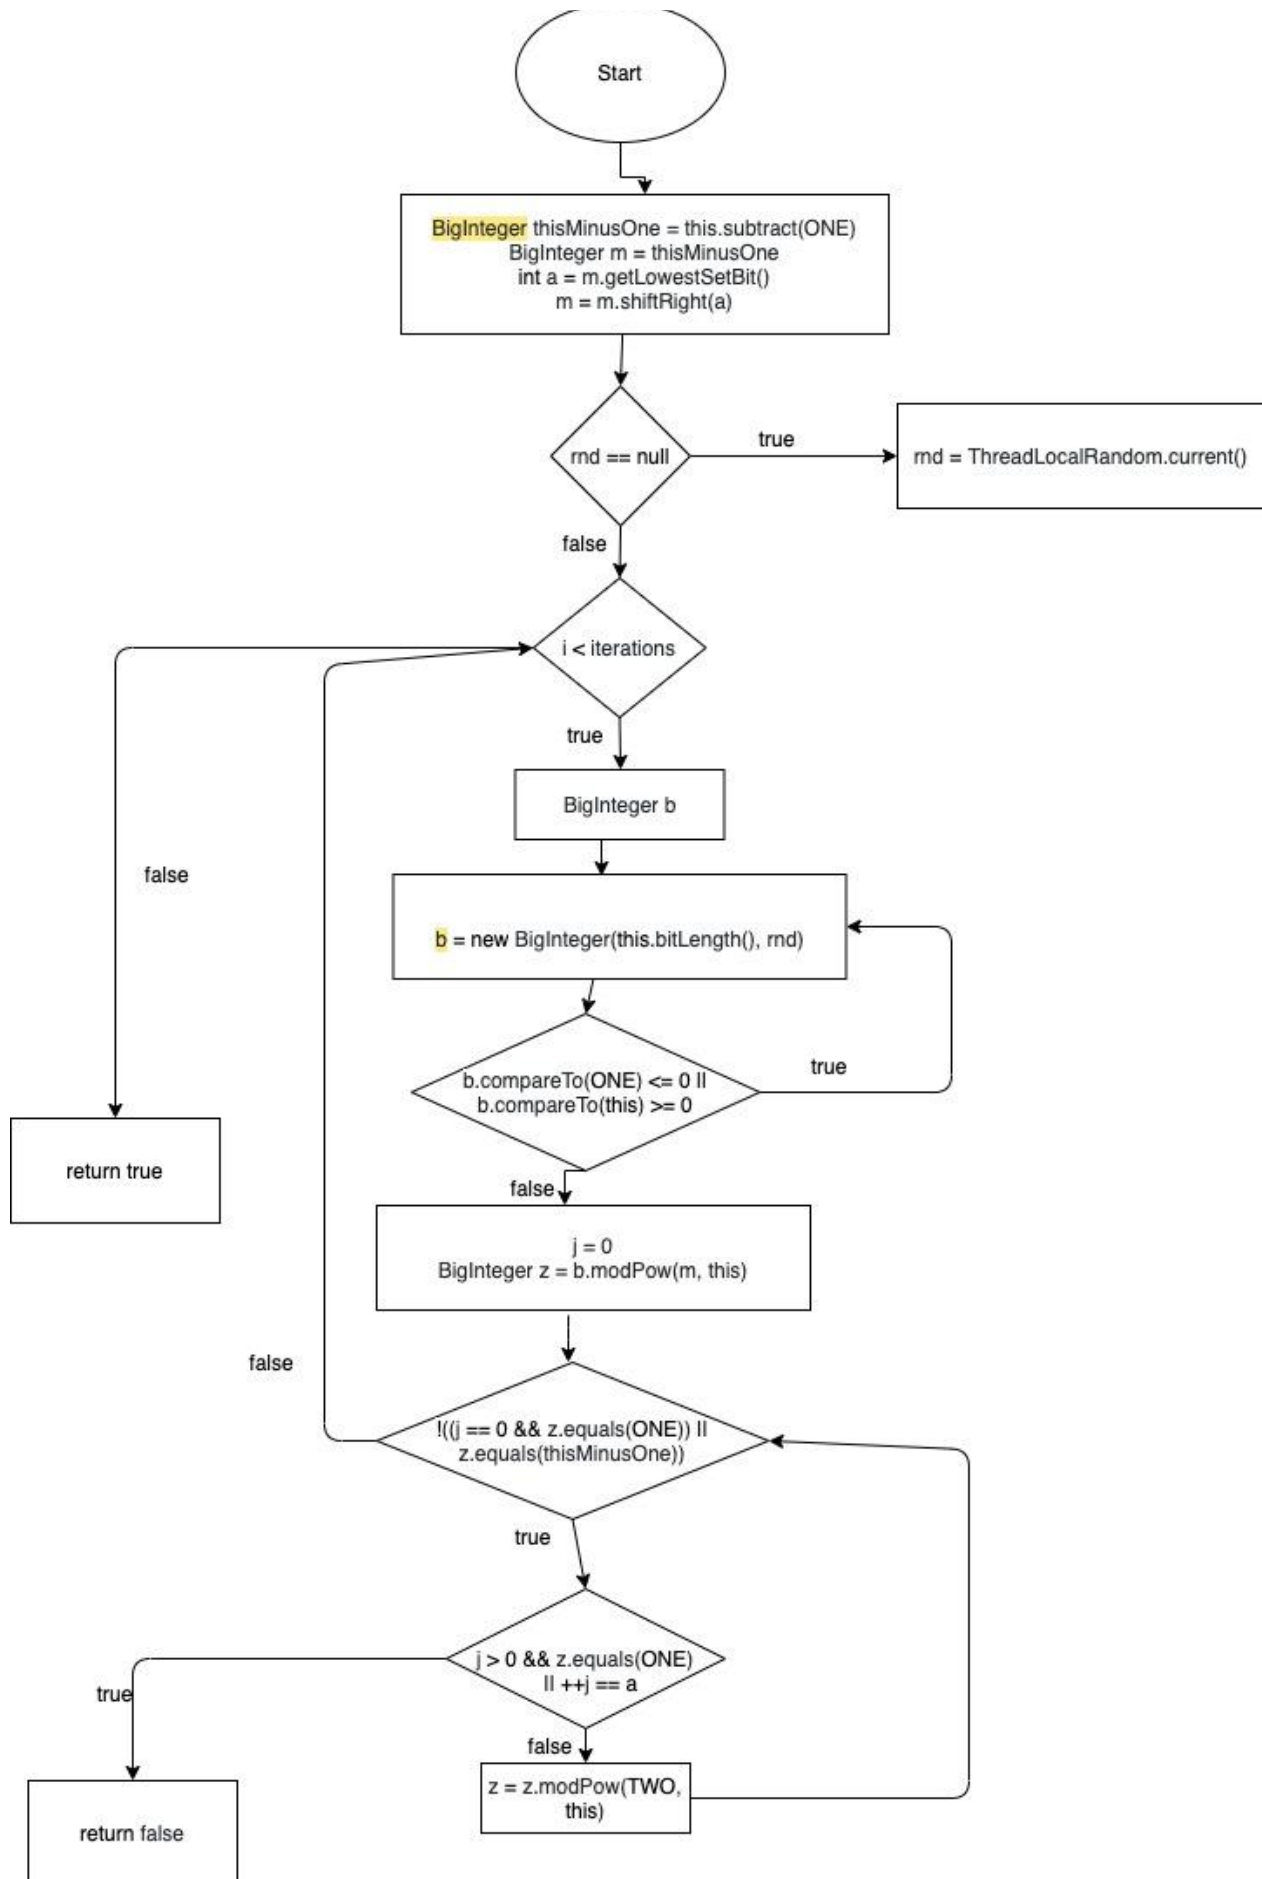 Start
BigInteger thisMinusOne = this.subtract(ONE)
BigInteger m = thisMinusOne
int a = m.getLowestSetBit()
m = m.shiftRight(a)
rnd == null
true
rnd = ThreadLocalRandom.current()
false
i < iterations
true
BigInteger b
false
b = new BigInteger(this.bitLength(), rnd)
b.compareTo(ONE) <= 0 ||
b.compareTo(this) >= 0
true
return true
false
j = 0
BigInteger z = b.modPow(m, this)
false
!((j == 0 && z.equals(ONE)) ||
z.equals(thisMinusOne))
true
j > 0 && z.equals(ONE)
|| ++j == a
true
false
z = z.modPow(TWO,
this)
return false